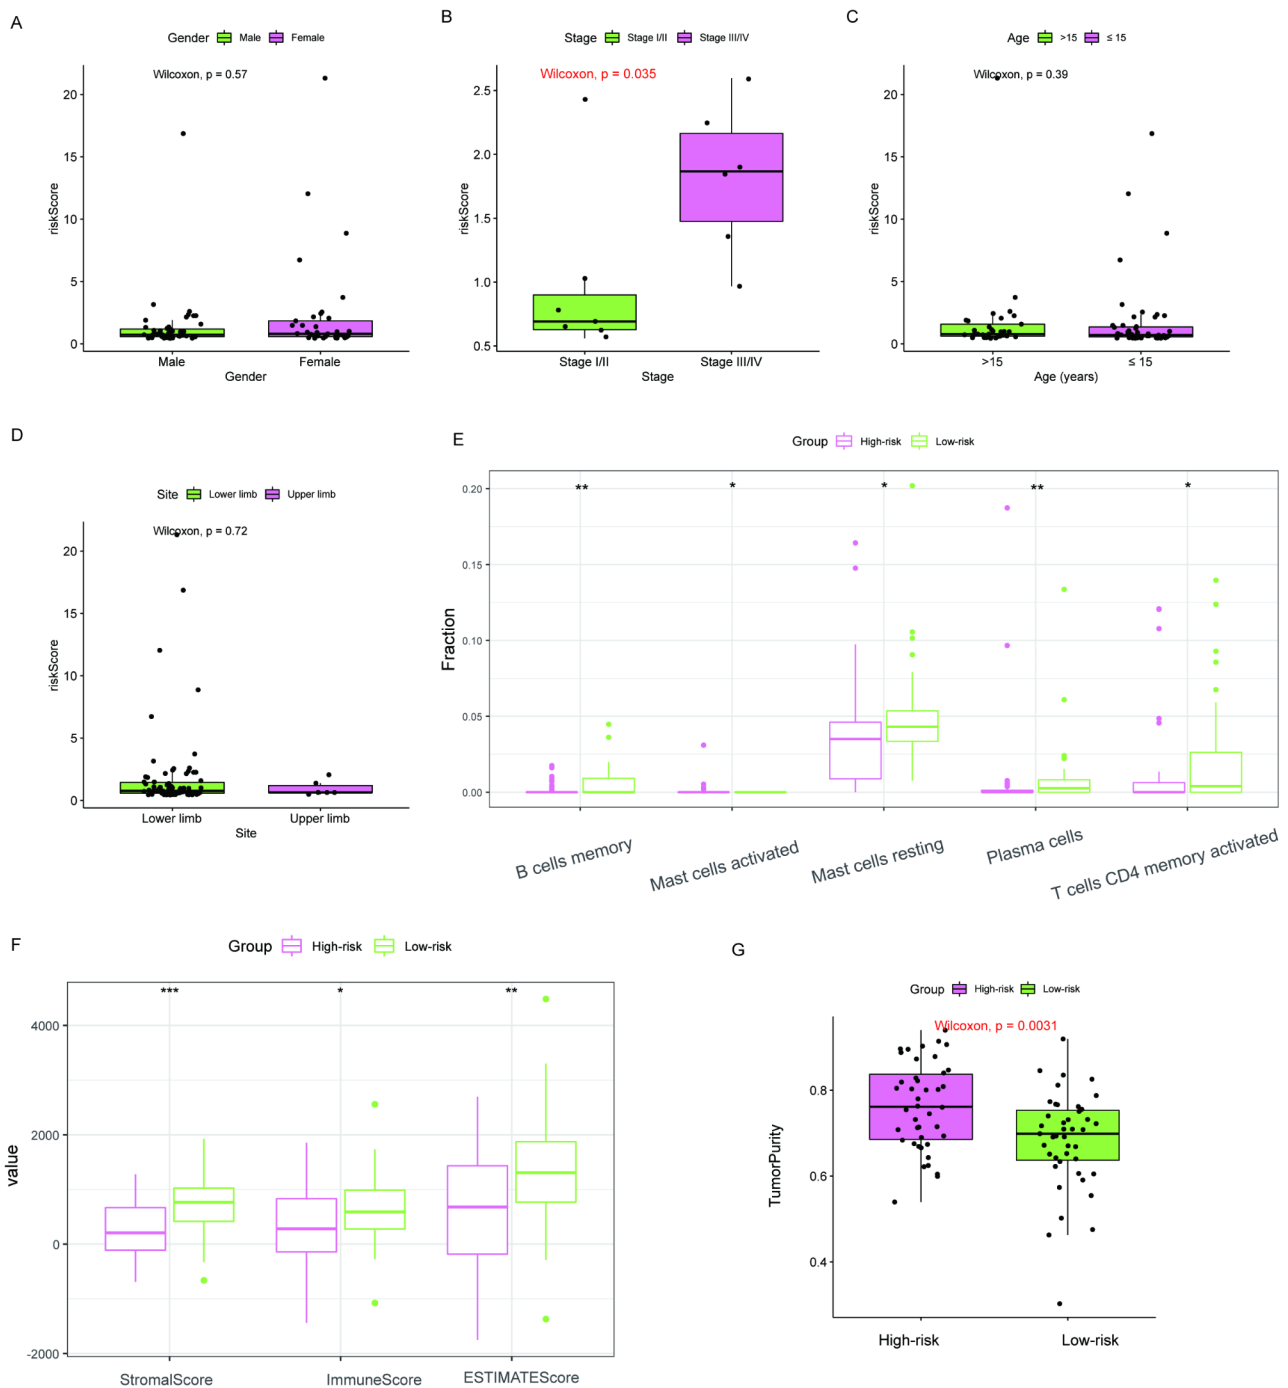 A
Gender Male Female
Wilcoxon, p = 0.57
riskScore
20
15
10
5
0
Male Female
Gender
B
Stage Stage I/II Stage III/IV
Wilcoxon, p = 0.035
riskScore
2.5
2.0
1.5
1.0
0.5
Stage I/II Stage III/IV
Stage
C
Age >15 ≤ 15
Wilcoxon, p = 0.39
riskScore
20
15
10
5
0
>15 ≤ 15
Age (years)
D
Site Lower limb Upper limb
Wilcoxon, p = 0.72
riskScore
20
15
10
5
0
Lower limb Upper limb
Site
E
Group High-risk Low-risk
** * * ** *
Fraction
0.20
0.15
0.10
0.05
0.00
B cells memory Mast cells activated Mast cells resting Plasma cells T cells CD4 memory activated
F
Group High-risk Low-risk
*** * **
value
4000
2000
0
-2000
StromalScore ImmuneScore ESTIMATEScore
G
Group High-risk Low-risk
Wilcoxon, p = 0.0031
TumorPurity
0.8
0.6
0.4
High-risk Low-risk